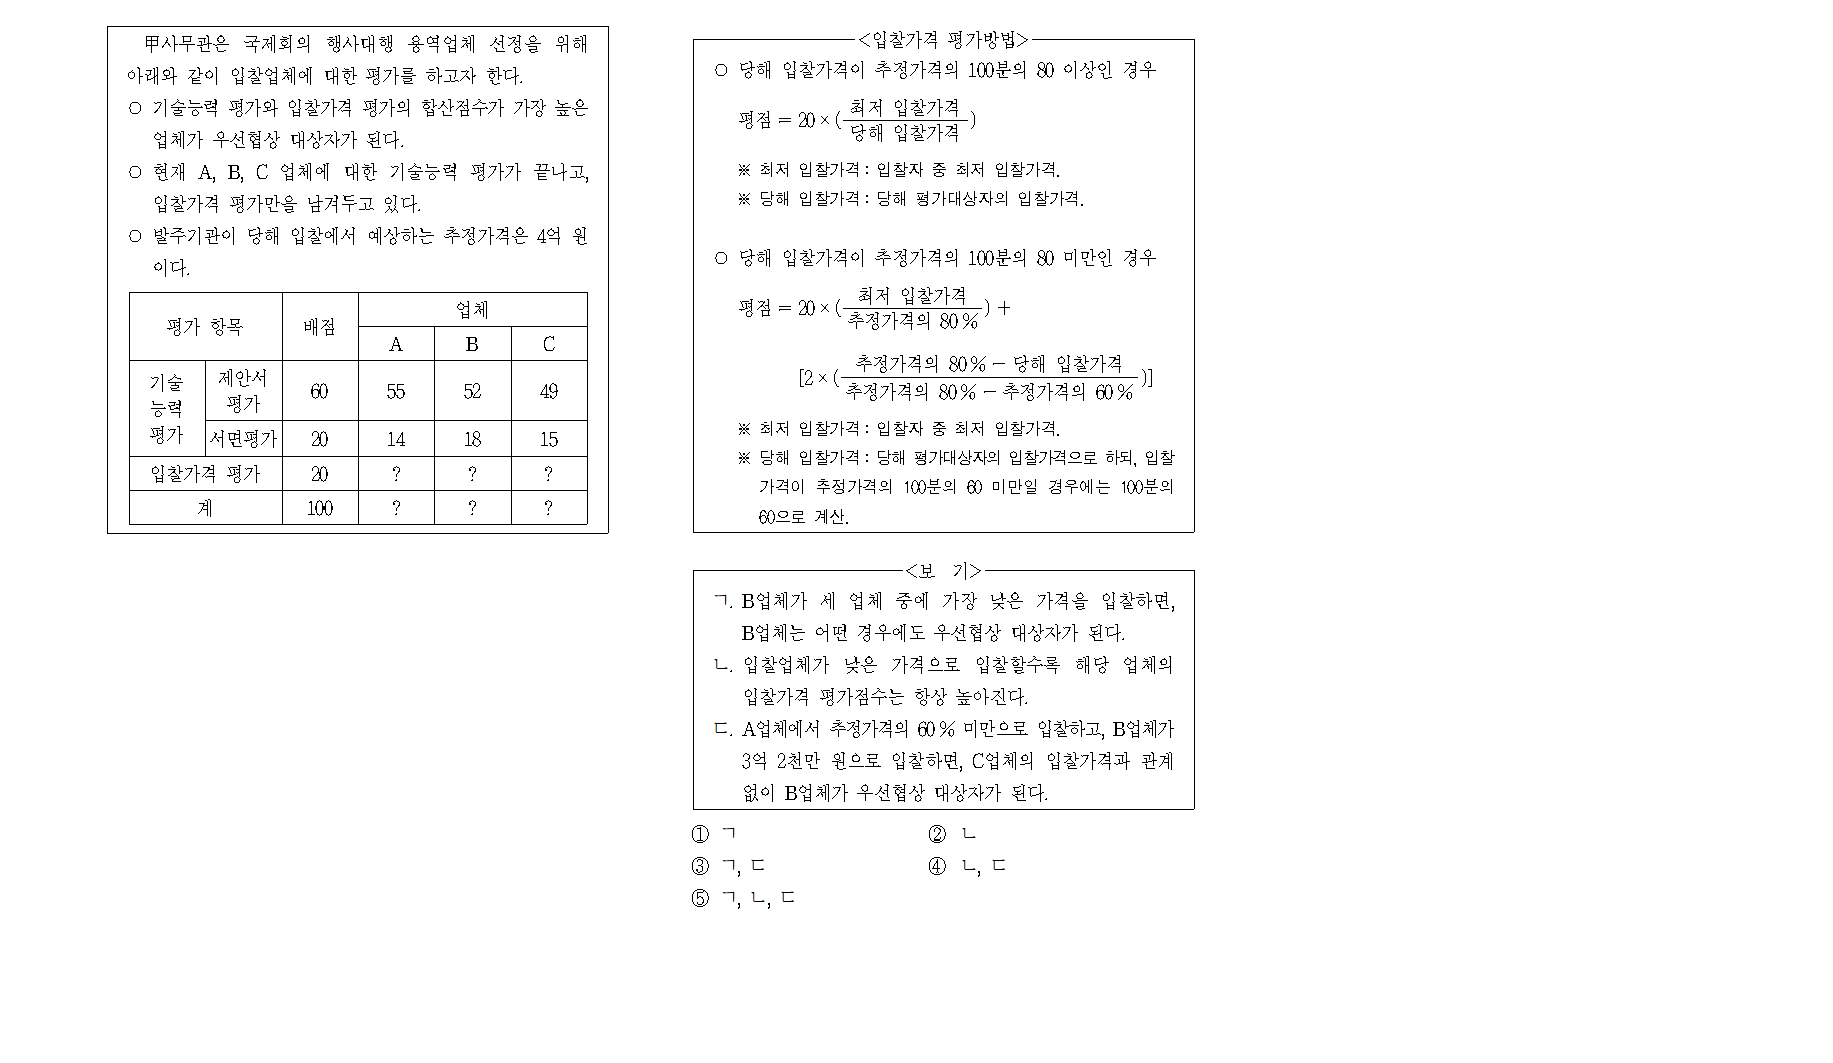 甲사무관은 국제회의 행사대행 용역업체 선정을 위해
아래와 같이 입찰업체에 대한 평가를 하고자 한다.
○ 기술능력 평가와 입찰가격 평가의 합산점수가 가장 높은
업체가 우선협상 대상자가 된다.
○ 현재 A, B, C 업체에 대한 기술능력 평가가 끝나고,
입찰가격 평가만을 남겨두고 있다.
○ 발주기관이 당해 입찰에서 예상하는 추정가격은 4억 원
이다.
평가 항목 배점 업체
A B C
기술
능력
평가
제안서
평가
60 55 52 49
서면평가 20 14 18 15
입찰가격 평가 20 ? ? ?
계 100 ? ? ?
<입찰가격 평가방법>
○ 당해 입찰가격이 추정가격의 100분의 80 이상인 경우
평점 = 20 × ( 최저 입찰가격 / 당해 입찰가격 )
※ 최저 입찰가격 : 입찰자 중 최저 입찰가격.
※ 당해 입찰가격 : 당해 평가대상자의 입찰가격.
○ 당해 입찰가격이 추정가격의 100분의 80 미만인 경우
평점 = 20 × ( 최저 입찰가격 / 추정가격의 80% ) +
[2 × ( 추정가격의 80% − 당해 입찰가격 / 추정가격의 80% − 추정가격의 60% )]
※ 최저 입찰가격 : 입찰자 중 최저 입찰가격.
※ 당해 입찰가격 : 당해 평가대상자의 입찰가격으로 하되, 입찰
가격이 추정가격의 100분의 60 미만일 경우에는 100분의
60으로 계산.
<보 기>
ㄱ. B업체가 세 업체 중에 가장 낮은 가격을 입찰하면,
B업체는 어떤 경우에도 우선협상 대상자가 된다.
ㄴ. 입찰업체가 낮은 가격으로 입찰할수록 해당 업체의
입찰가격 평가점수는 항상 높아진다.
ㄷ. A업체에서 추정가격의 60% 미만으로 입찰하고, B업체가
3억 2천만 원으로 입찰하면, C업체의 입찰가격과 관계
없이 B업체가 우선협상 대상자가 된다.
① ㄱ ② ㄴ
③ ㄱ, ㄷ ④ ㄴ, ㄷ
⑤ ㄱ, ㄴ, ㄷ